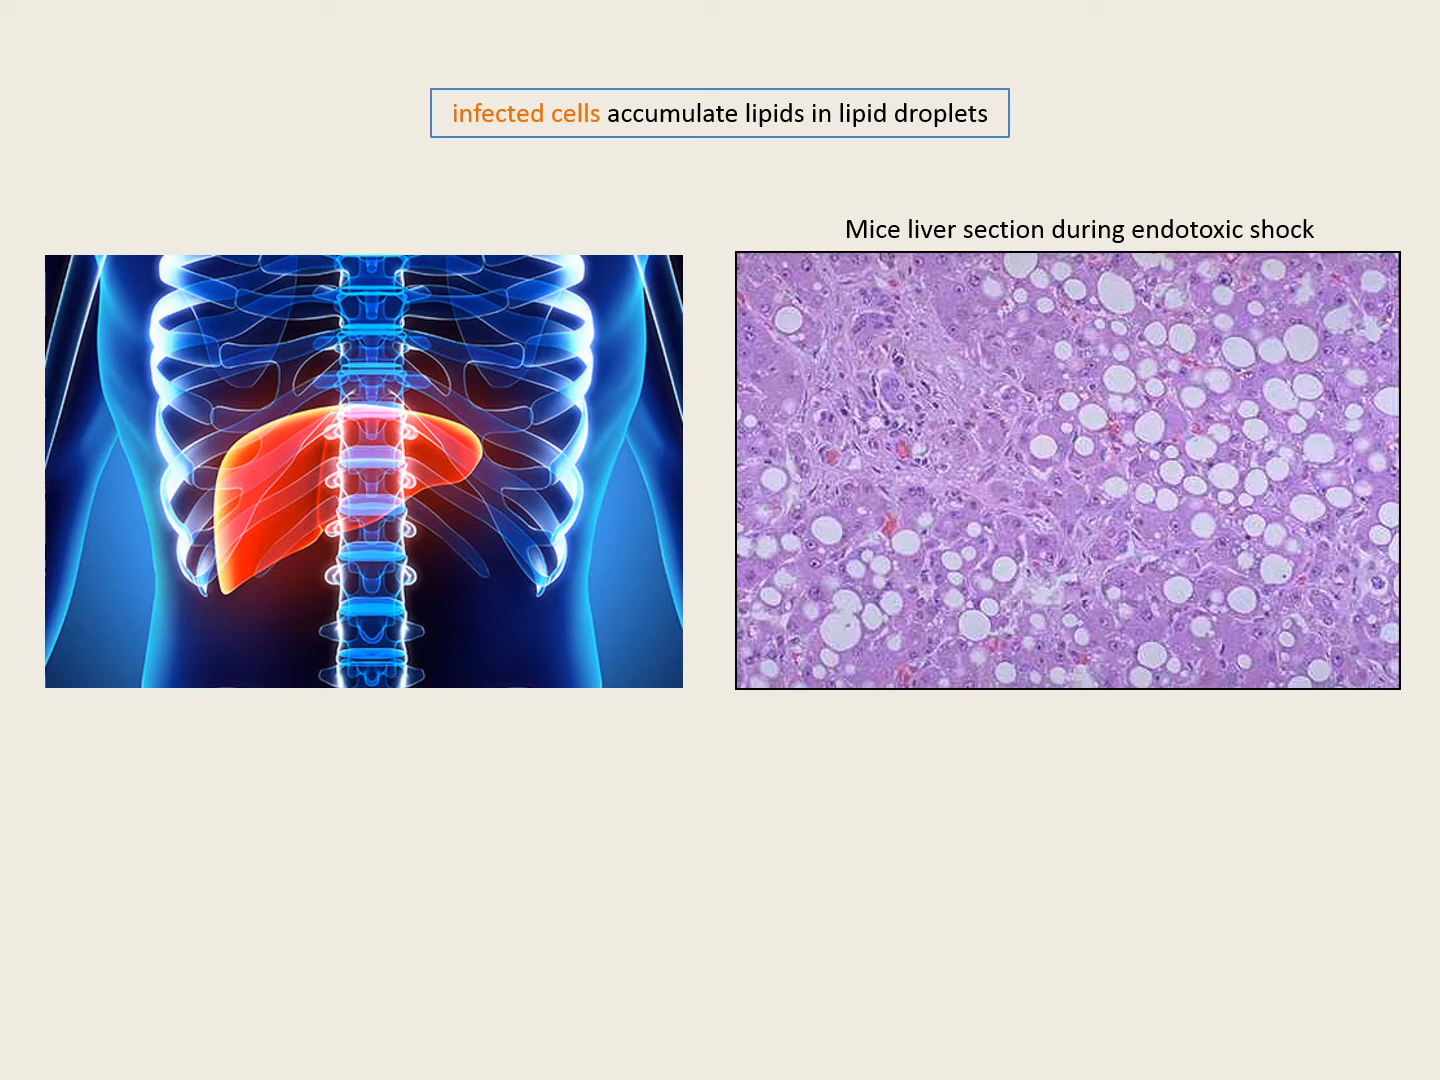 infected cells accumulate lipids in lipid droplets
Mice liver section during endotoxic shock